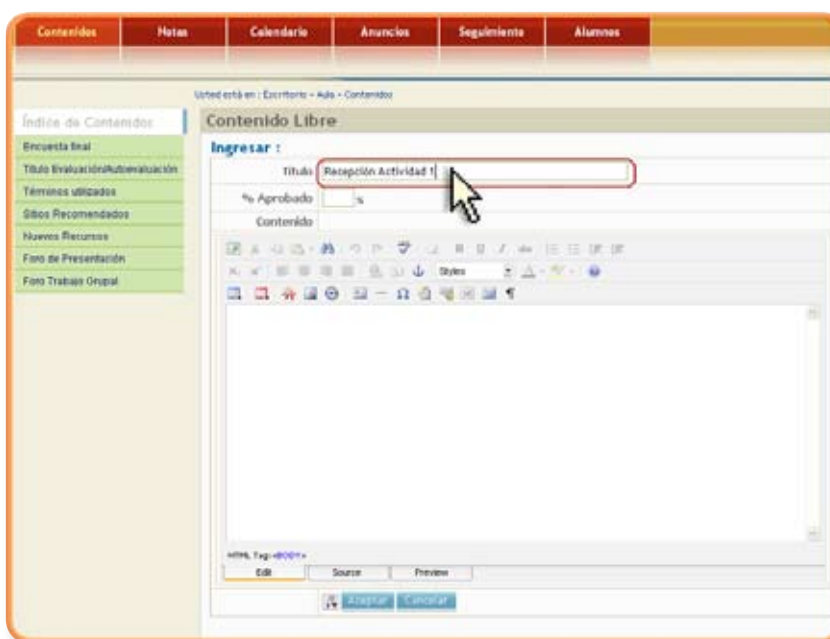 Contenidos Notas Calendario Anuncios Seguimiento Alumnos
Usted está en : Escritorio - Aula - Contenidos
Índice de Contenidos
Encuesta final
Título Evaluación/Autoevaluación
Términos utilizados
Sitios Recomendados
Nuevos Recursos
Foro de Presentación
Foro Trabajo Grupal
Contenido Libre
Ingresar :
Título Recepción Actividad 1
% Aprobado %
Contenido
Styles
HTML Tag: <BODY>
Edit Source Preview
Aceptar Cancelar